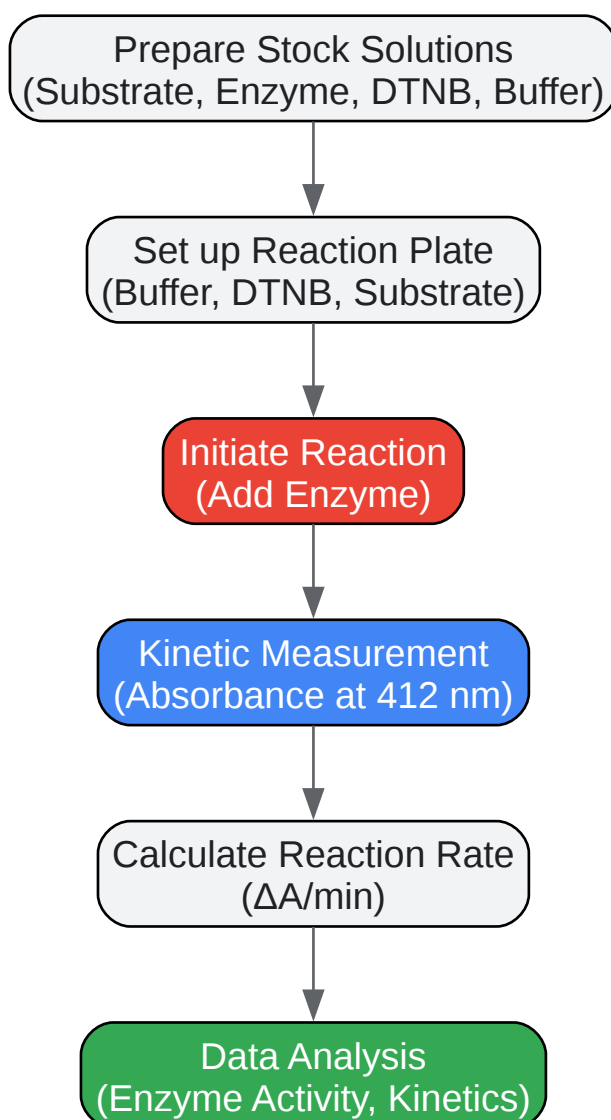 Prepare Stock Solutions
(Substrate, Enzyme, DTNB, Buffer)
Set up Reaction Plate
(Buffer, DTNB, Substrate)
Initiate Reaction
(Add Enzyme)
Kinetic Measurement
(Absorbance at 412 nm)
Calculate Reaction Rate
(ΔA/min)
Data Analysis
(Enzyme Activity, Kinetics)